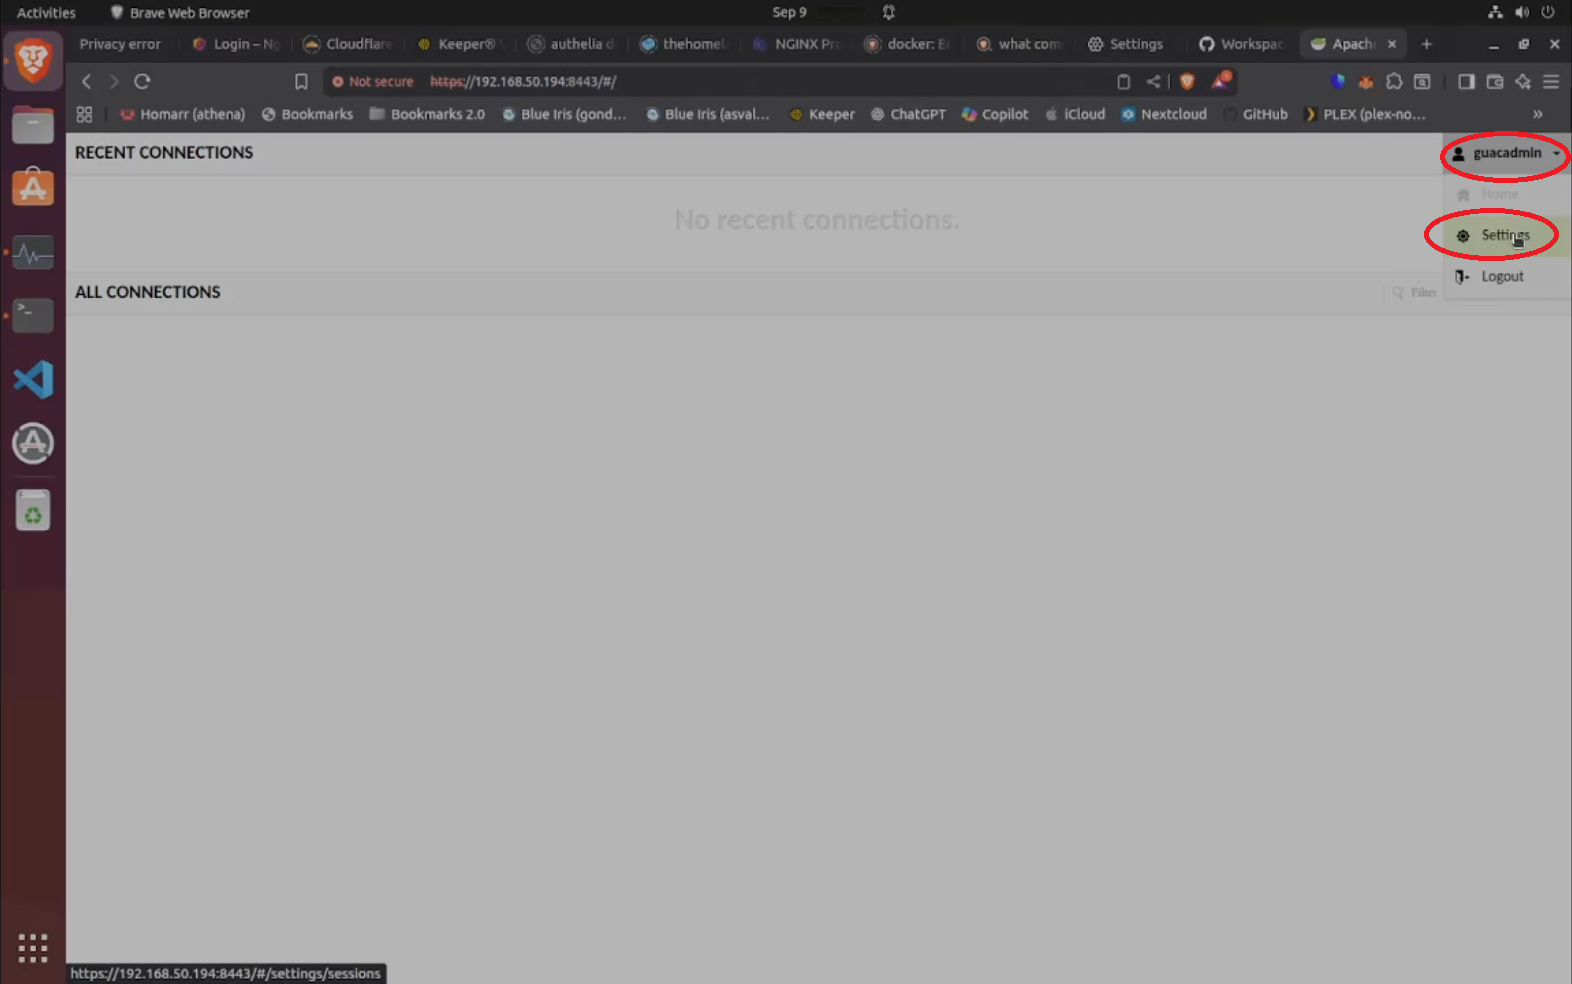 Activities Brave Web Browser Sep 9
Privacy error Login – Ng Cloudflare Keeper® authelia d thehomel NGINX Pro docker: Er what com Settings Workspac Apach
Not secure https://192.168.50.194:8443/#/
Homarr (athena) Bookmarks Bookmarks 2.0 Blue Iris (gond... Blue Iris (asval... Keeper ChatGPT Copilot iCloud Nextcloud GitHub PLEX (plex-no...
RECENT CONNECTIONS guacadmin
Home
No recent connections.
Settings
Logout
ALL CONNECTIONS Filter
https://192.168.50.194:8443/#/settings/sessions